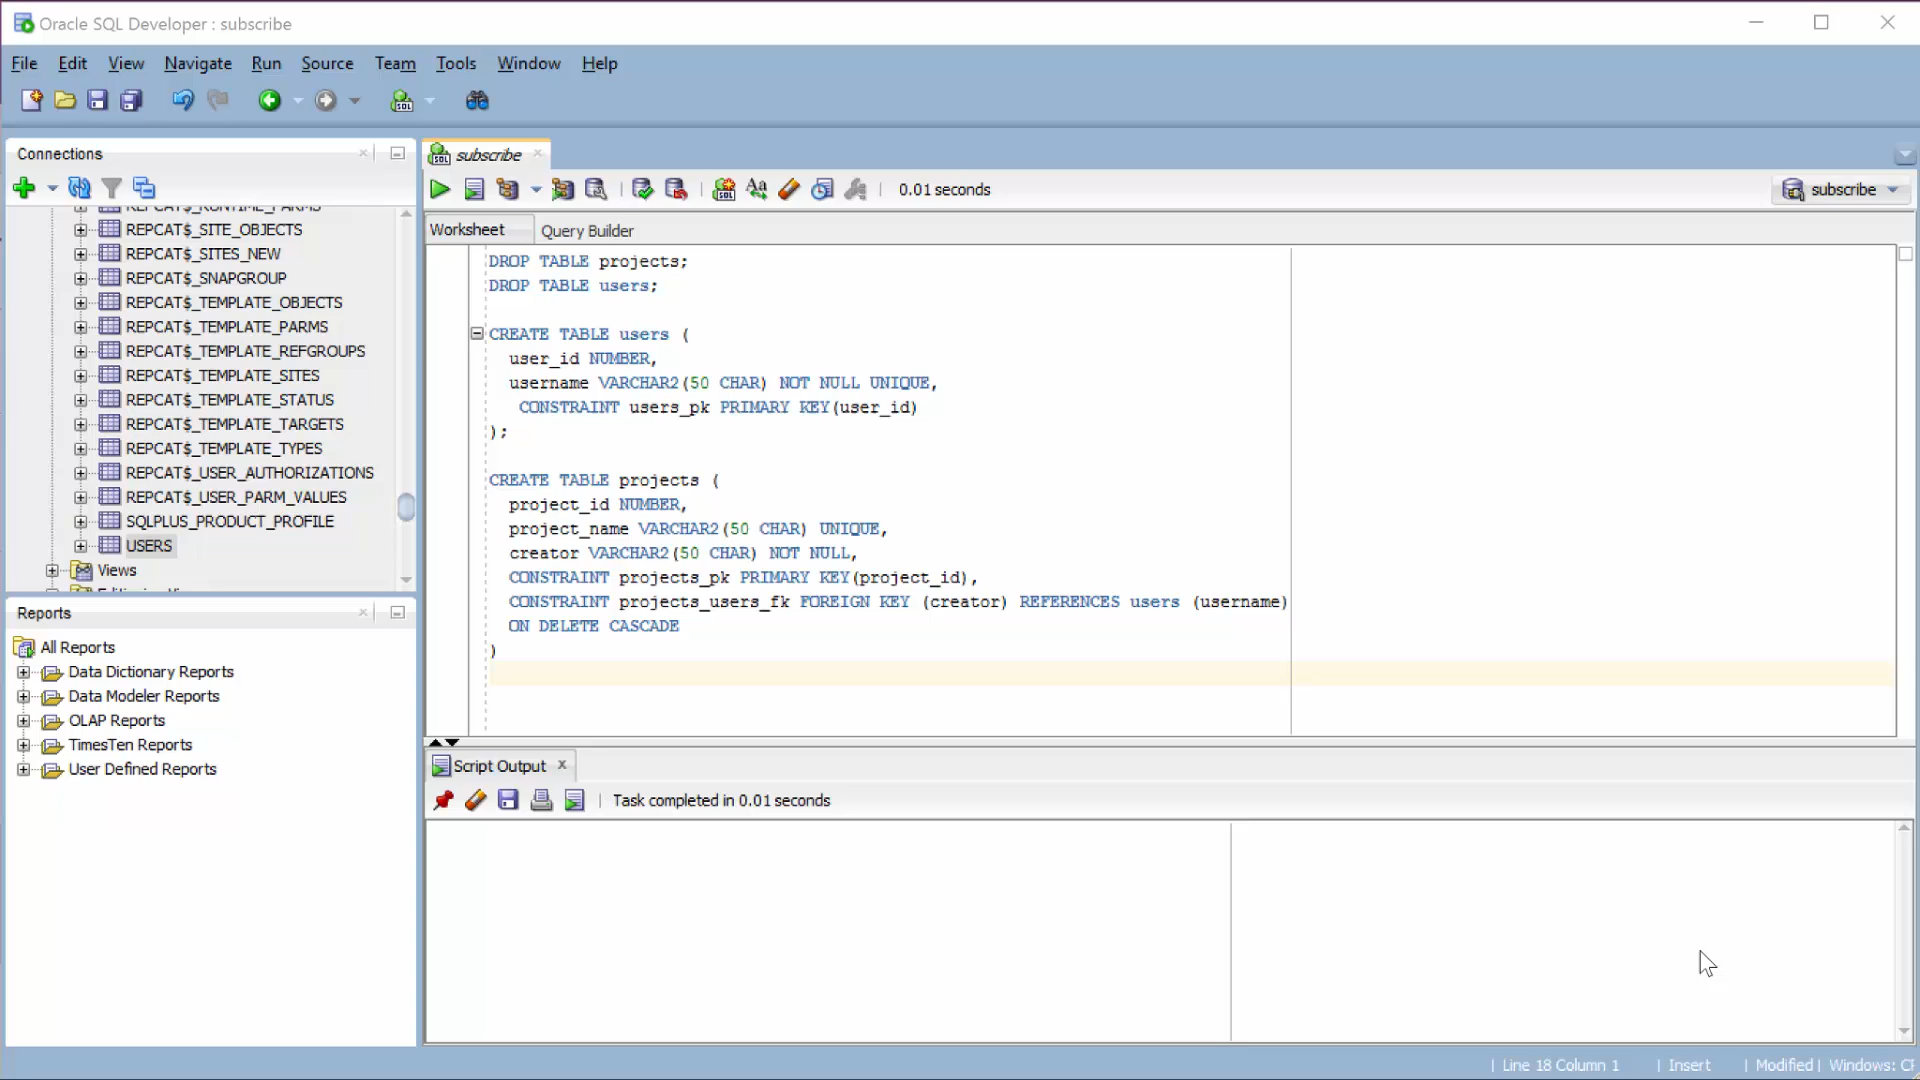 Oracle SQL Developer : subscribe
File Edit View Navigate Run Source Team Tools Window Help
Connections
subscribe
0.01 seconds
subscribe
Worksheet Query Builder
REPCAT$_RUNTIME_PARMS
REPCAT$_SITE_OBJECTS
REPCAT$_SITES_NEW
REPCAT$_SNAPGROUP
REPCAT$_TEMPLATE_OBJECTS
REPCAT$_TEMPLATE_PARMS
REPCAT$_TEMPLATE_REFGROUPS
REPCAT$_TEMPLATE_SITES
REPCAT$_TEMPLATE_STATUS
REPCAT$_TEMPLATE_TARGETS
REPCAT$_TEMPLATE_TYPES
REPCAT$_USER_AUTHORIZATIONS
REPCAT$_USER_PARM_VALUES
SQLPLUS_PRODUCT_PROFILE
USERS
Views
Reports
All Reports
Data Dictionary Reports
Data Modeler Reports
OLAP Reports
TimesTen Reports
User Defined Reports
DROP TABLE projects;
DROP TABLE users;
CREATE TABLE users (
user_id NUMBER,
username VARCHAR2(50 CHAR) NOT NULL UNIQUE,
CONSTRAINT users_pk PRIMARY KEY(user_id)
);
CREATE TABLE projects (
project_id NUMBER,
project_name VARCHAR2(50 CHAR) UNIQUE,
creator VARCHAR2(50 CHAR) NOT NULL,
CONSTRAINT projects_pk PRIMARY KEY(project_id),
CONSTRAINT projects_users_fk FOREIGN KEY (creator) REFERENCES users (username)
ON DELETE CASCADE
)
Script Output
Task completed in 0.01 seconds
Line 18 Column 1 | Insert | Modified | Windows: CR